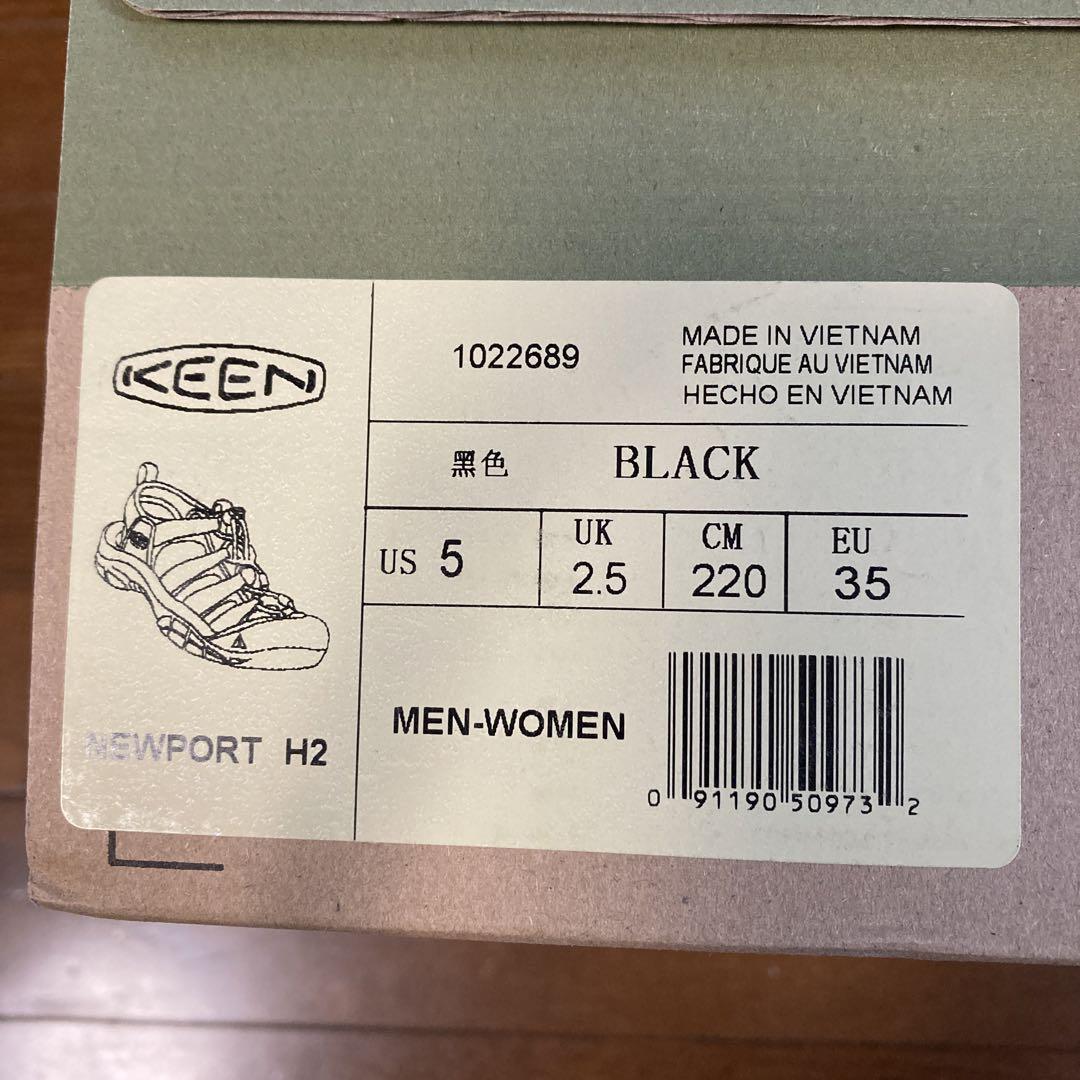 KEEN
NEWPORT H2
1022689
MADE IN VIETNAM
FABRIQUE AU VIETNAM
HECHO EN VIETNAM
黑色 BLACK
US 5
UK
2.5
CM
220
EU
35
MEN-WOMEN
0 91190 50973 2